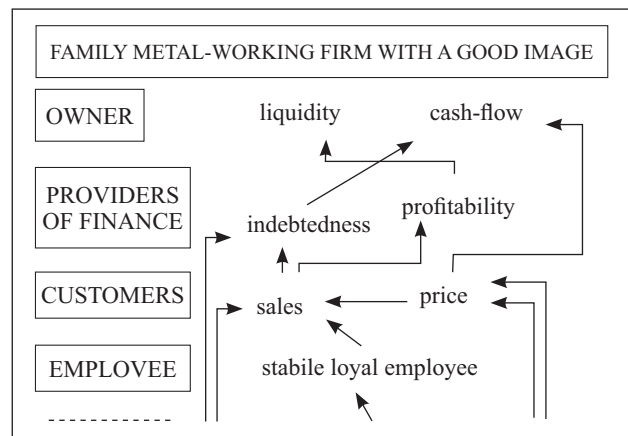 FAMILY METAL-WORKING FIRM WITH A GOOD IMAGE
OWNER
liquidity
cash-flow
PROVIDERS
OF FINANCE
indebtedness
profitability
CUSTOMERS
sales
price
EMPLOVEE
stabile loyal employee